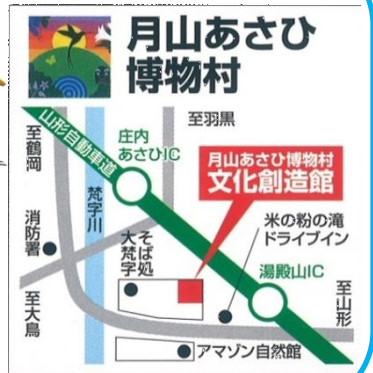 月山あさひ
博物村
至羽黒
至鶴岡
山形自動車道
庄内
あさひIC
月山あさひ博物村
文化創造館
梵字川
消防署
そば処
大梵字
米の粉の滝
ドライブイン
湯殿山IC
至大鳥
至山形
アマゾン自然館